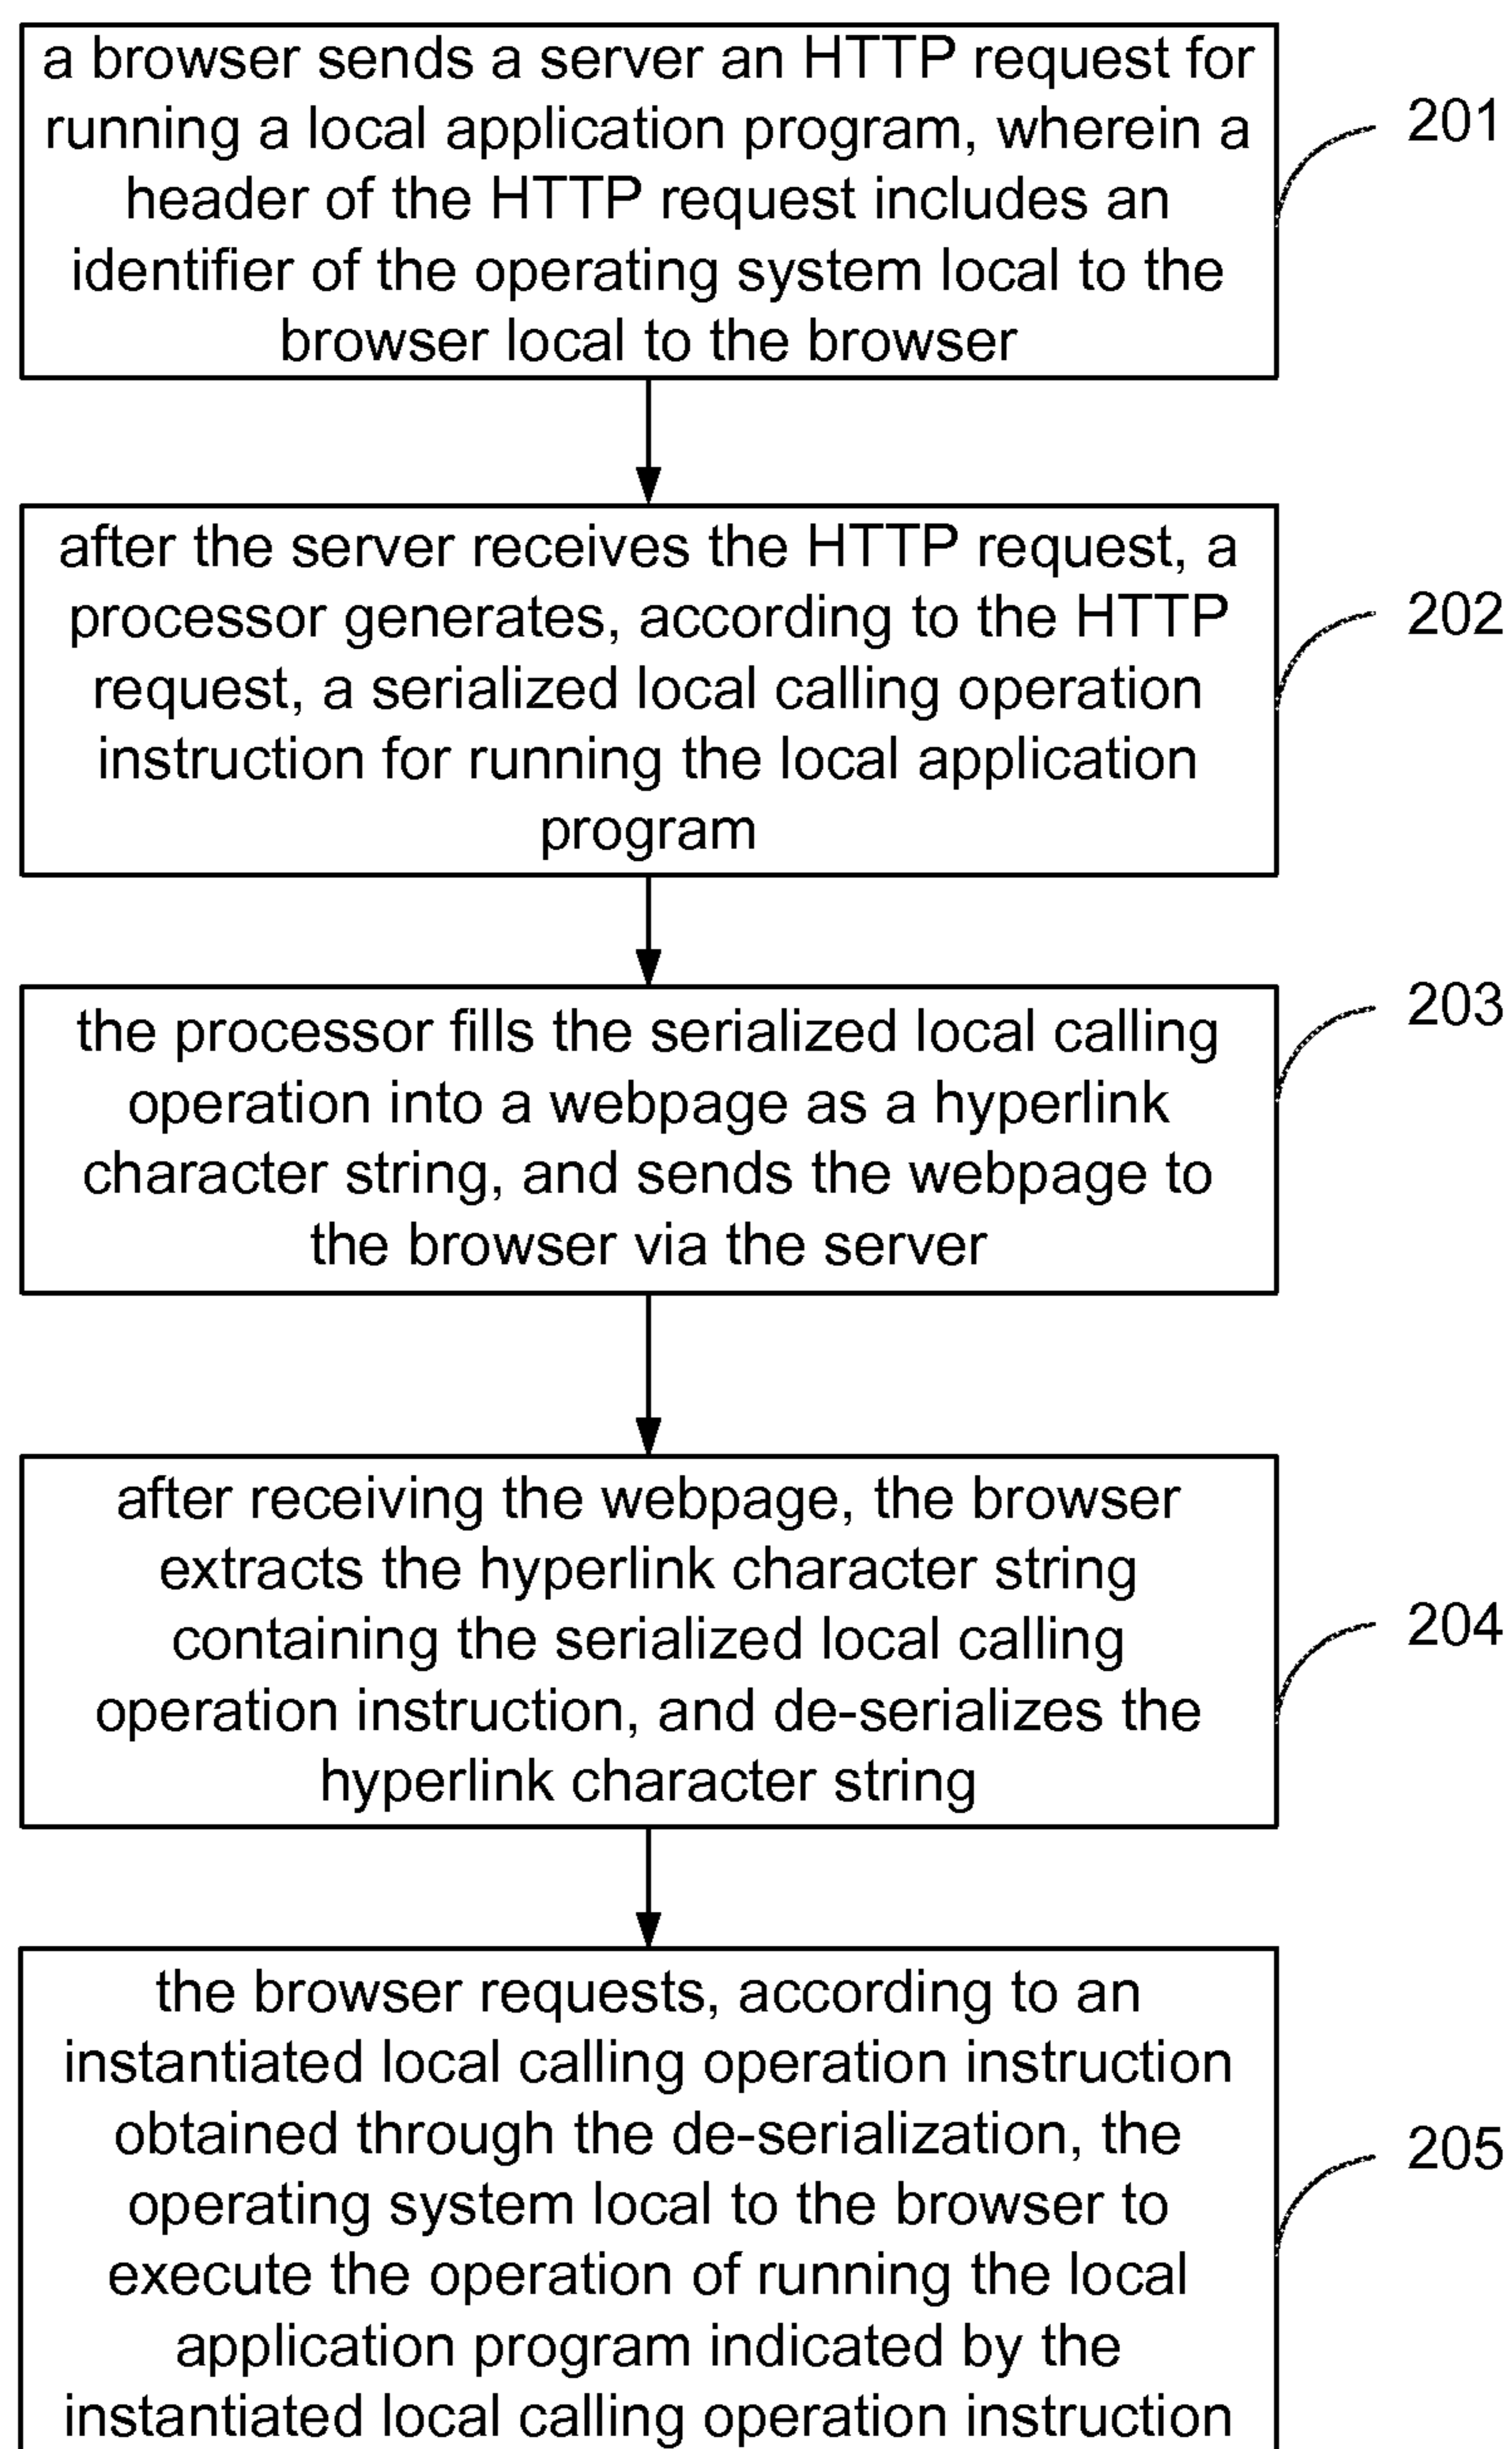 a browser sends a server an HTTP request for
running a local application program, wherein a
header of the HTTP request includes an
identifier of the operating system local to the
browser local to the browser
201
after the server receives the HTTP request, a
processor generates, according to the HTTP
request, a serialized local calling operation
instruction for running the local application
program
202
the processor fills the serialized local calling
operation into a webpage as a hyperlink
character string, and sends the webpage to
the browser via the server
203
after receiving the webpage, the browser
extracts the hyperlink character string
containing the serialized local calling
operation instruction, and de-serializes the
hyperlink character string
204
the browser requests, according to an
instantiated local calling operation instruction
obtained through the de-serialization, the
operating system local to the browser to
execute the operation of running the local
application program indicated by the
instantiated local calling operation instruction
205